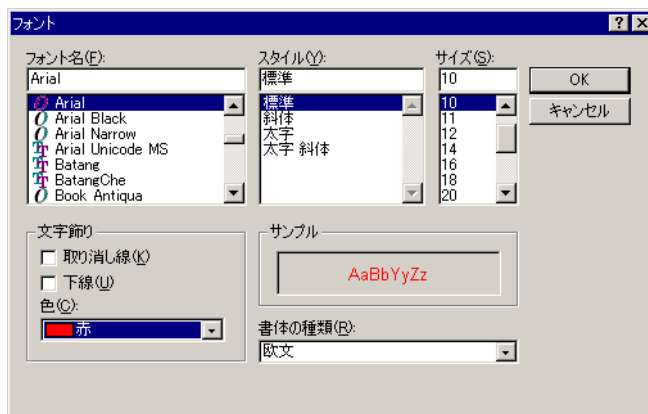 フォント
フォント名(F):
Arial
Arial
Arial Black
Arial Narrow
Arial Unicode MS
Batang
BatangChe
Book Antiqua
スタイル(Y):
標準
標準
斜体
太字
太字 斜体
サイズ(S):
10
10
11
12
14
16
18
20
OK
キャンセル
文字飾り
取り消し線(K)
下線(U)
色(C):
赤
サンプル
AaBbYyZz
書体の種類(R):
欧文